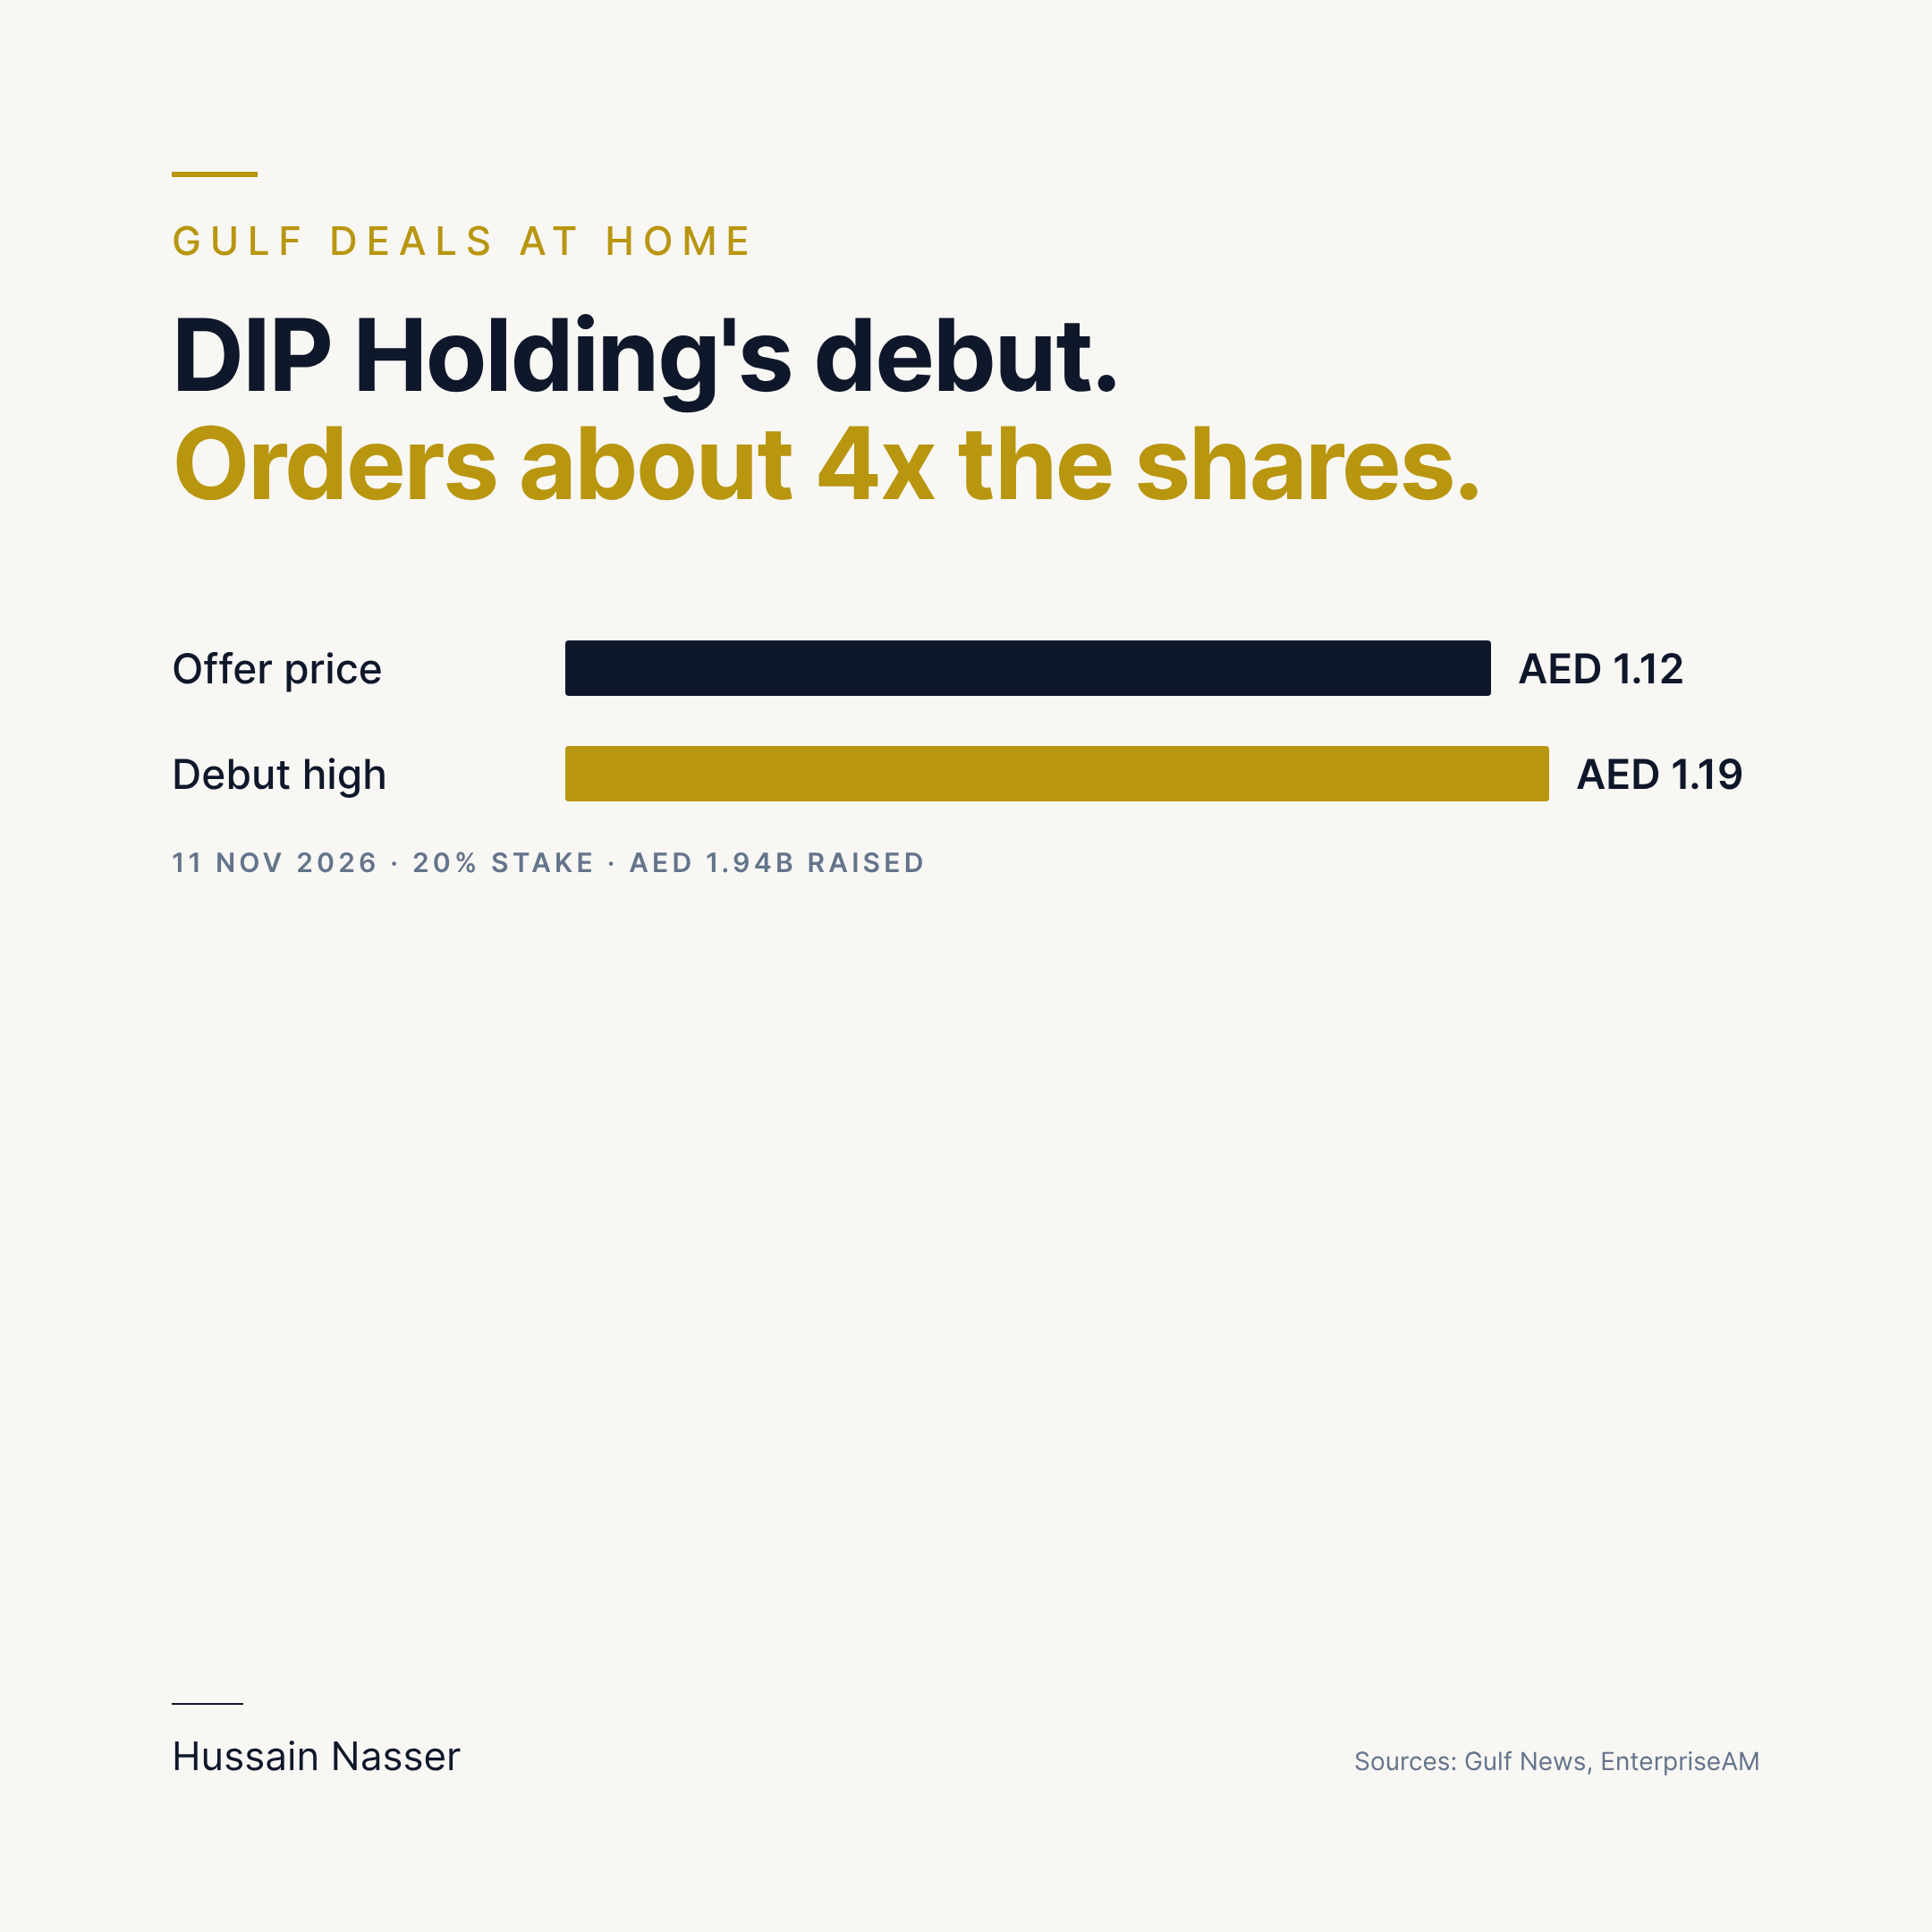 GULF DEALS AT HOME
DIP Holding's debut.
Orders about 4x the shares.
Offer price AED 1.12
Debut high AED 1.19
11 NOV 2026 · 20% STAKE · AED 1.94B RAISED
Hussain Nasser
Sources: Gulf News, EnterpriseAM